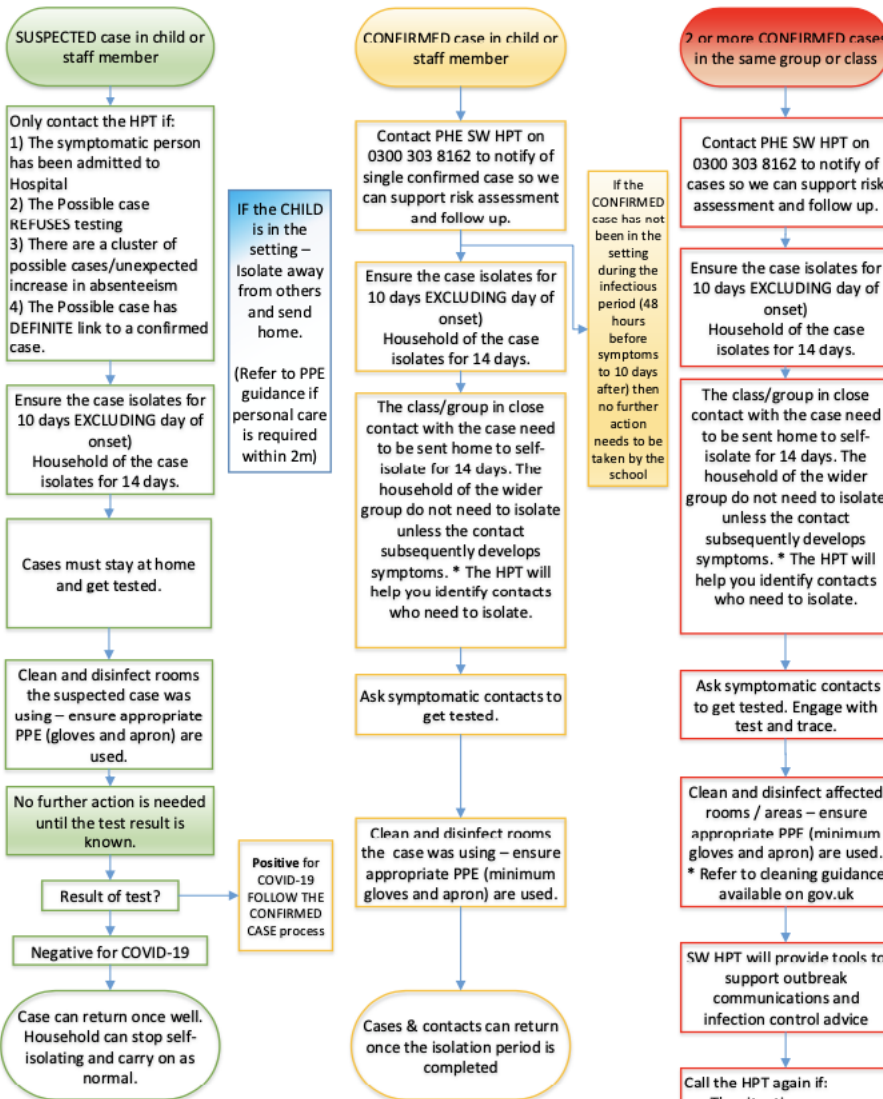 SUSPECTED case in child or
staff member
Only contact the HPT if:
1) The symptomatic person
has been admitted to
Hospital
2) The Possible case
REFUSES testing
3) There are a cluster of
possible cases/unexpected
increase in absenteeism
4) The Possible case has
DEFINITE link to a confirmed
case.
Ensure the case isolates for
10 days EXCLUDING day of
onset)
Household of the case
isolates for 14 days.
Cases must stay at home
and get tested.
Clean and disinfect rooms
the suspected case was
using – ensure appropriate
PPE (gloves and apron) are
used.
No further action is needed
until the test result is
known.
Result of test?
Negative for COVID-19
Case can return once well.
Household can stop self-
isolating and carry on as
normal.
IF the CHILD
is in the
setting –
Isolate away
from others
and send
home.
(Refer to PPE
guidance if
personal care
is required
within 2m)
Positive for
COVID-19
FOLLOW THE
CONFIRMED
CASE process
CONFIRMED case in child or
staff member
Contact PHE SW HPT on
0300 303 8162 to notify of
single confirmed case so we
can support risk assessment
and follow up.
Ensure the case isolates for
10 days EXCLUDING day of
onset)
Household of the case
isolates for 14 days.
The class/group in close
contact with the case need
to be sent home to self-
isolate for 14 days. The
household of the wider
group do not need to isolate
unless the contact
subsequently develops
symptoms. * The HPT will
help you identify contacts
who need to isolate.
Ask symptomatic contacts to
get tested.
Clean and disinfect rooms
the case was using – ensure
appropriate PPE (minimum
gloves and apron) are used.
Cases & contacts can return
once the isolation period is
completed
If the
CONFIRMED
case has not
been in the
setting
during the
infectious
period (48
hours
before
symptoms
to 10 days
after) then
no further
action
needs to be
taken by the
school
2 or more CONFIRMED cases
in the same group or class
Contact PHE SW HPT on
0300 303 8162 to notify of
cases so we can support risk
assessment and follow up.
Ensure the case isolates for
10 days EXCLUDING day of
onset)
Household of the case
isolates for 14 days.
The class/group in close
contact with the case need
to be sent home to self-
isolate for 14 days. The
household of the wider
group do not need to isolate
unless the contact
subsequently develops
symptoms. * The HPT will
help you identify contacts
who need to isolate.
Ask symptomatic contacts
to get tested. Engage with
test and trace.
Clean and disinfect affected
rooms / areas – ensure
appropriate PPE (minimum
gloves and apron) are used.
* Refer to cleaning guidance
available on gov.uk
SW HPT will provide tools to
support outbreak
communications and
infection control advice
Call the HPT again if: